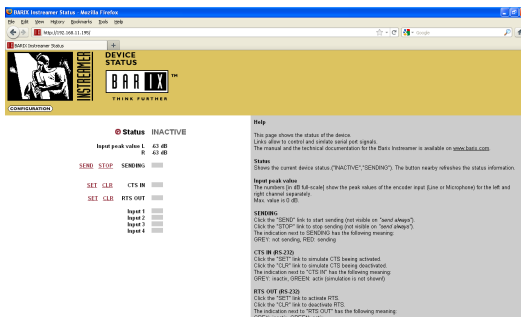 BARIX Instreamer Status - Mozilla Firefox
File Edit View History Bookmarks Tools Help
http://192.168.11.195/
Google
BARIX Instreamer Status
INSTREAMER
DEVICE
STATUS
BARIX TM
THINK FURTHER
CONFIGURATION
Status INACTIVE
Input peak value L 63 dB
R 63 dB
SEND STOP SENDING
SET CLR CTS IN
SET CLR RTS OUT
Input 1
Input 2
Input 3
Input 4
Help
This page shows the status of the device.
Links allow to control and simlate serial port signals.
The manual and the technical documentation for the Barix Instreamer is available on www.barix.com.
Status
Shows the current device status ("INACTIVE","SENDING"). The button nearby refreshes the status information.
Input peak value
The numbers [in dB full-scale] show the peak values of the encoder input (Line or Microphone) for the left and
right channel separately.
Max. value is 0 dB.
SENDING
Click the "SEND" link to start sending (not visible on "send always").
Click the "STOP" link to stop sending (not visible on "send always").
The indication next to SENDING has the following meaning:
GREY: not sending, RED: sending
CTS IN (RS-232)
Click the "SET" link to simulate CTS beeing activated.
Click the "CLR" link to simulate CTS beeing deactivated.
The indication next to "CTS IN" has the following meaning:
GREY: inactiv, GREEN: activ (simulation is not shown!)
RTS OUT (RS-232)
Click the "SET" link to activate RTS.
Click the "CLR" link to deactivate RTS.
The indication next to "RTS OUT" has the following meaning: